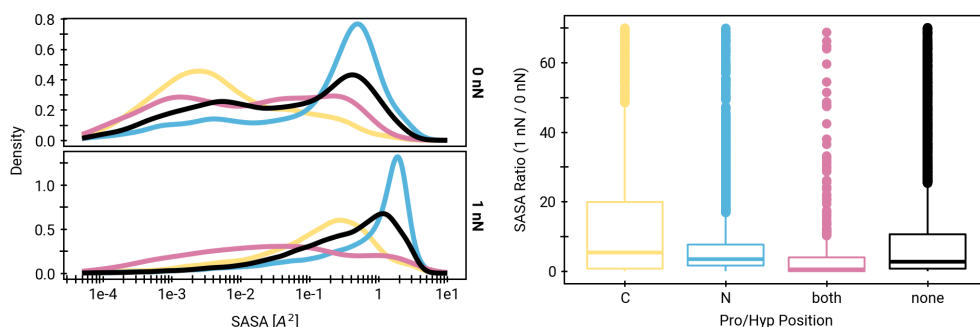 0.8
0.6
0.4
0.2
0.0
0 nN
Density
1.0
0.5
0.0
1 nN
1e-4
1e-3
1e-2
1e-1
1
1e1
SASA [A²]
SASA Ratio (1 nN / 0 nN)
60
40
20
0
C
N
both
none
Pro/Hyp Position